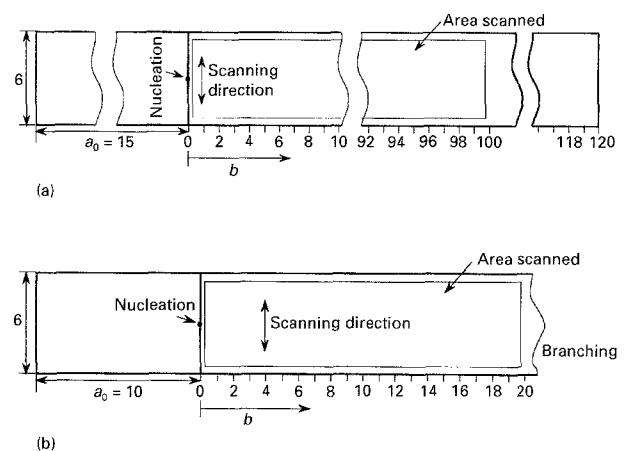 Area scanned
6
Nucleation
Scanning
direction
a₀ = 15
0 2 4 6 8 10 92 94 96 98 100 118 120
b
(a)
Area scanned
6
Nucleation
Scanning direction
Branching
a₀ = 10
0 2 4 6 8 10 12 14 16 18 20
b
(b)